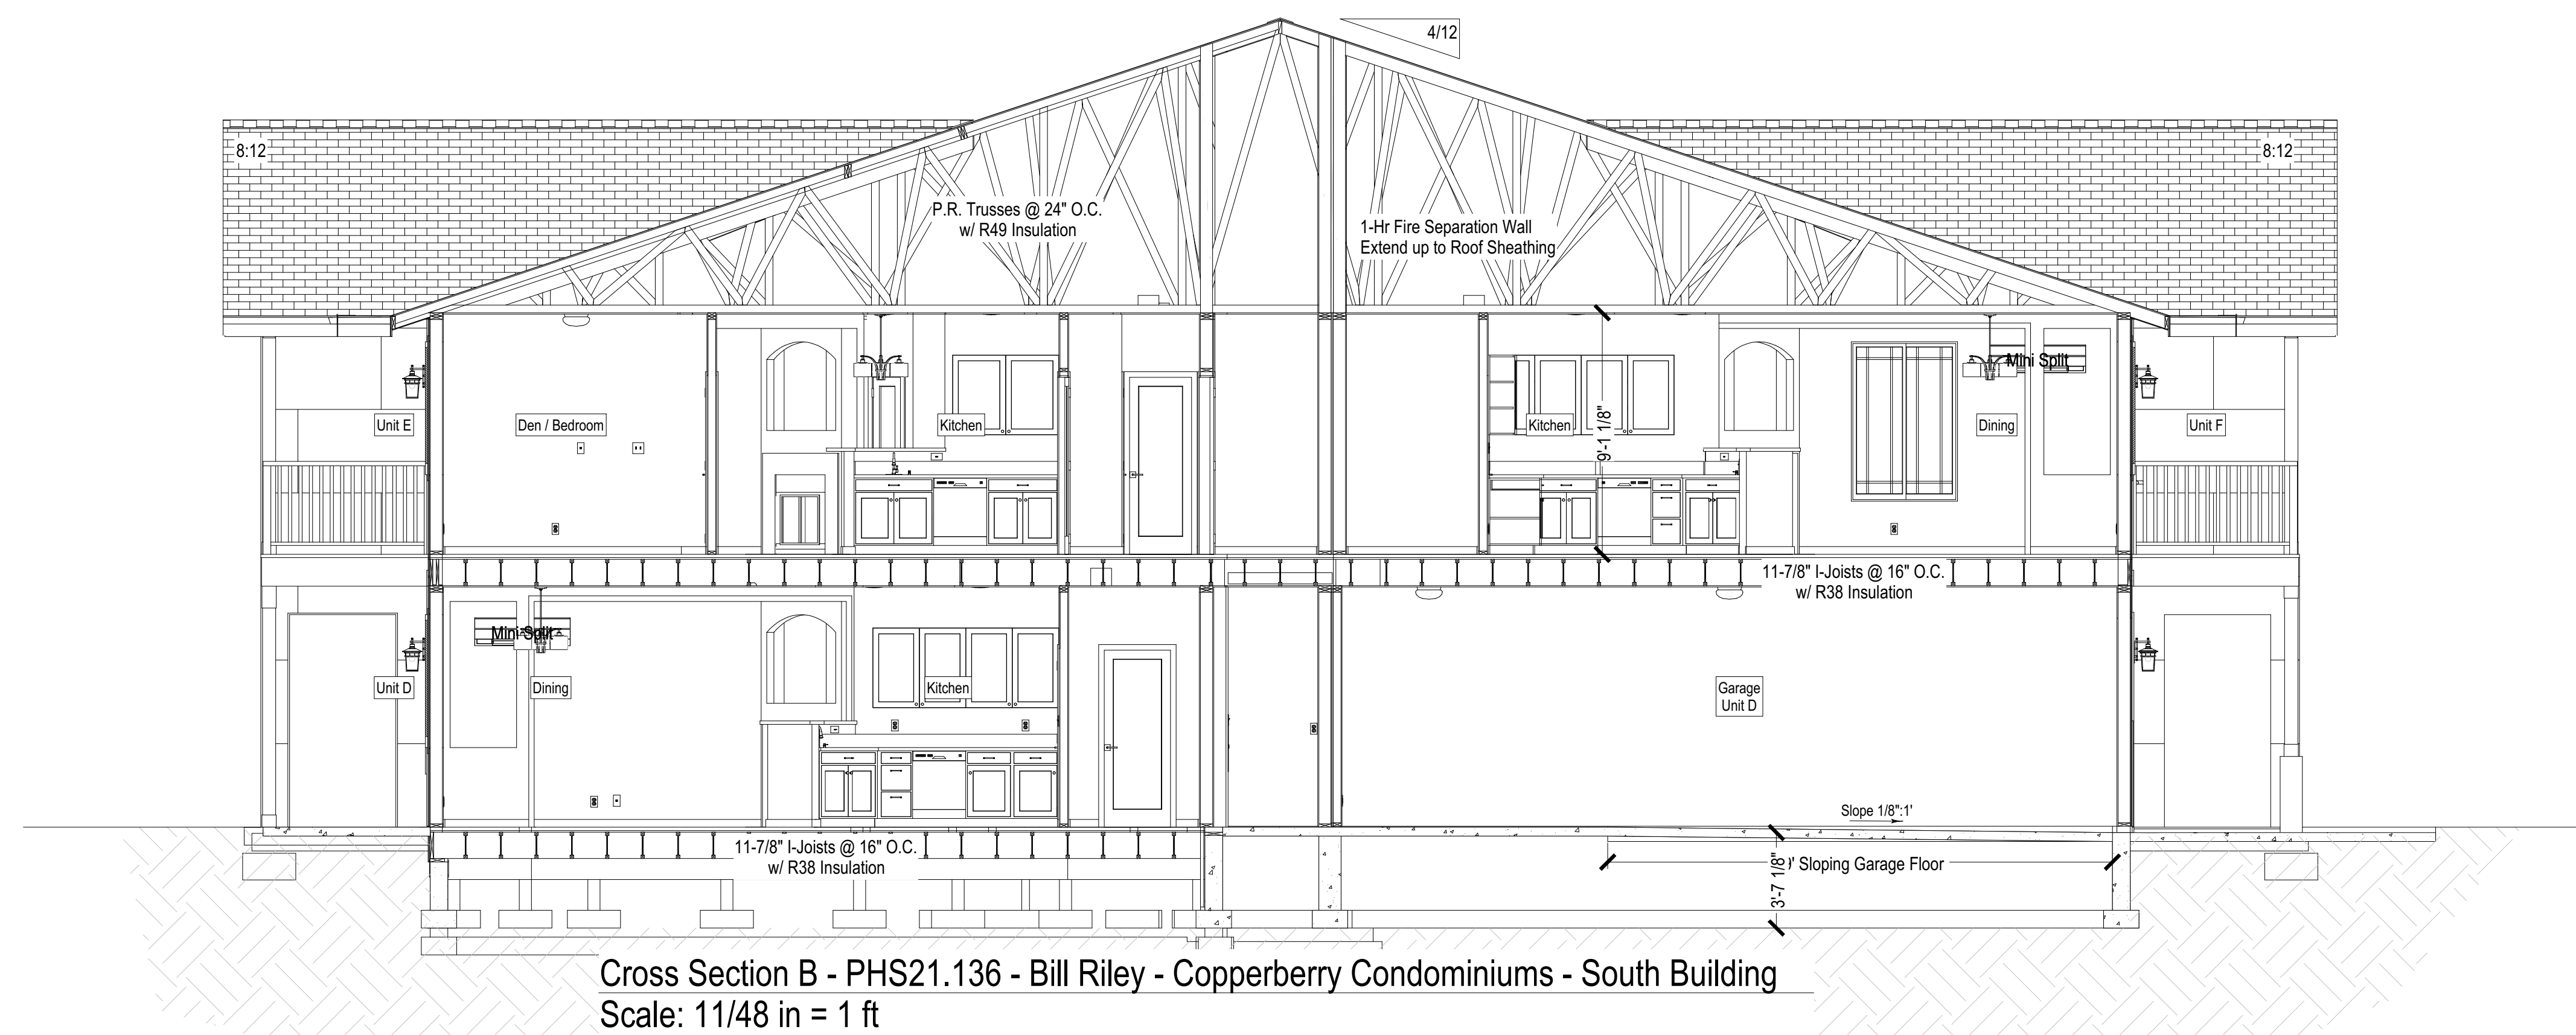 4/12
8:12
8:12
P.R. Trusses @ 24" O.C.
w/ R49 Insulation
1-Hr Fire Separation Wall
Extend up to Roof Sheathing
Mini Split
Unit E
Den / Bedroom
Kitchen
Kitchen
9'-1 1/8"
Dining
Unit F
11-7/8" I-Joists @ 16" O.C.
w/ R38 Insulation
Mini Split
Unit D
Dining
Kitchen
Garage
Unit D
Slope 1/8":1'
11-7/8" I-Joists @ 16" O.C.
w/ R38 Insulation
3'-7 1/8"
' Sloping Garage Floor
Cross Section B - PHS21.136 - Bill Riley - Copperberry Condominiums - South Building
Scale: 11/48 in = 1 ft